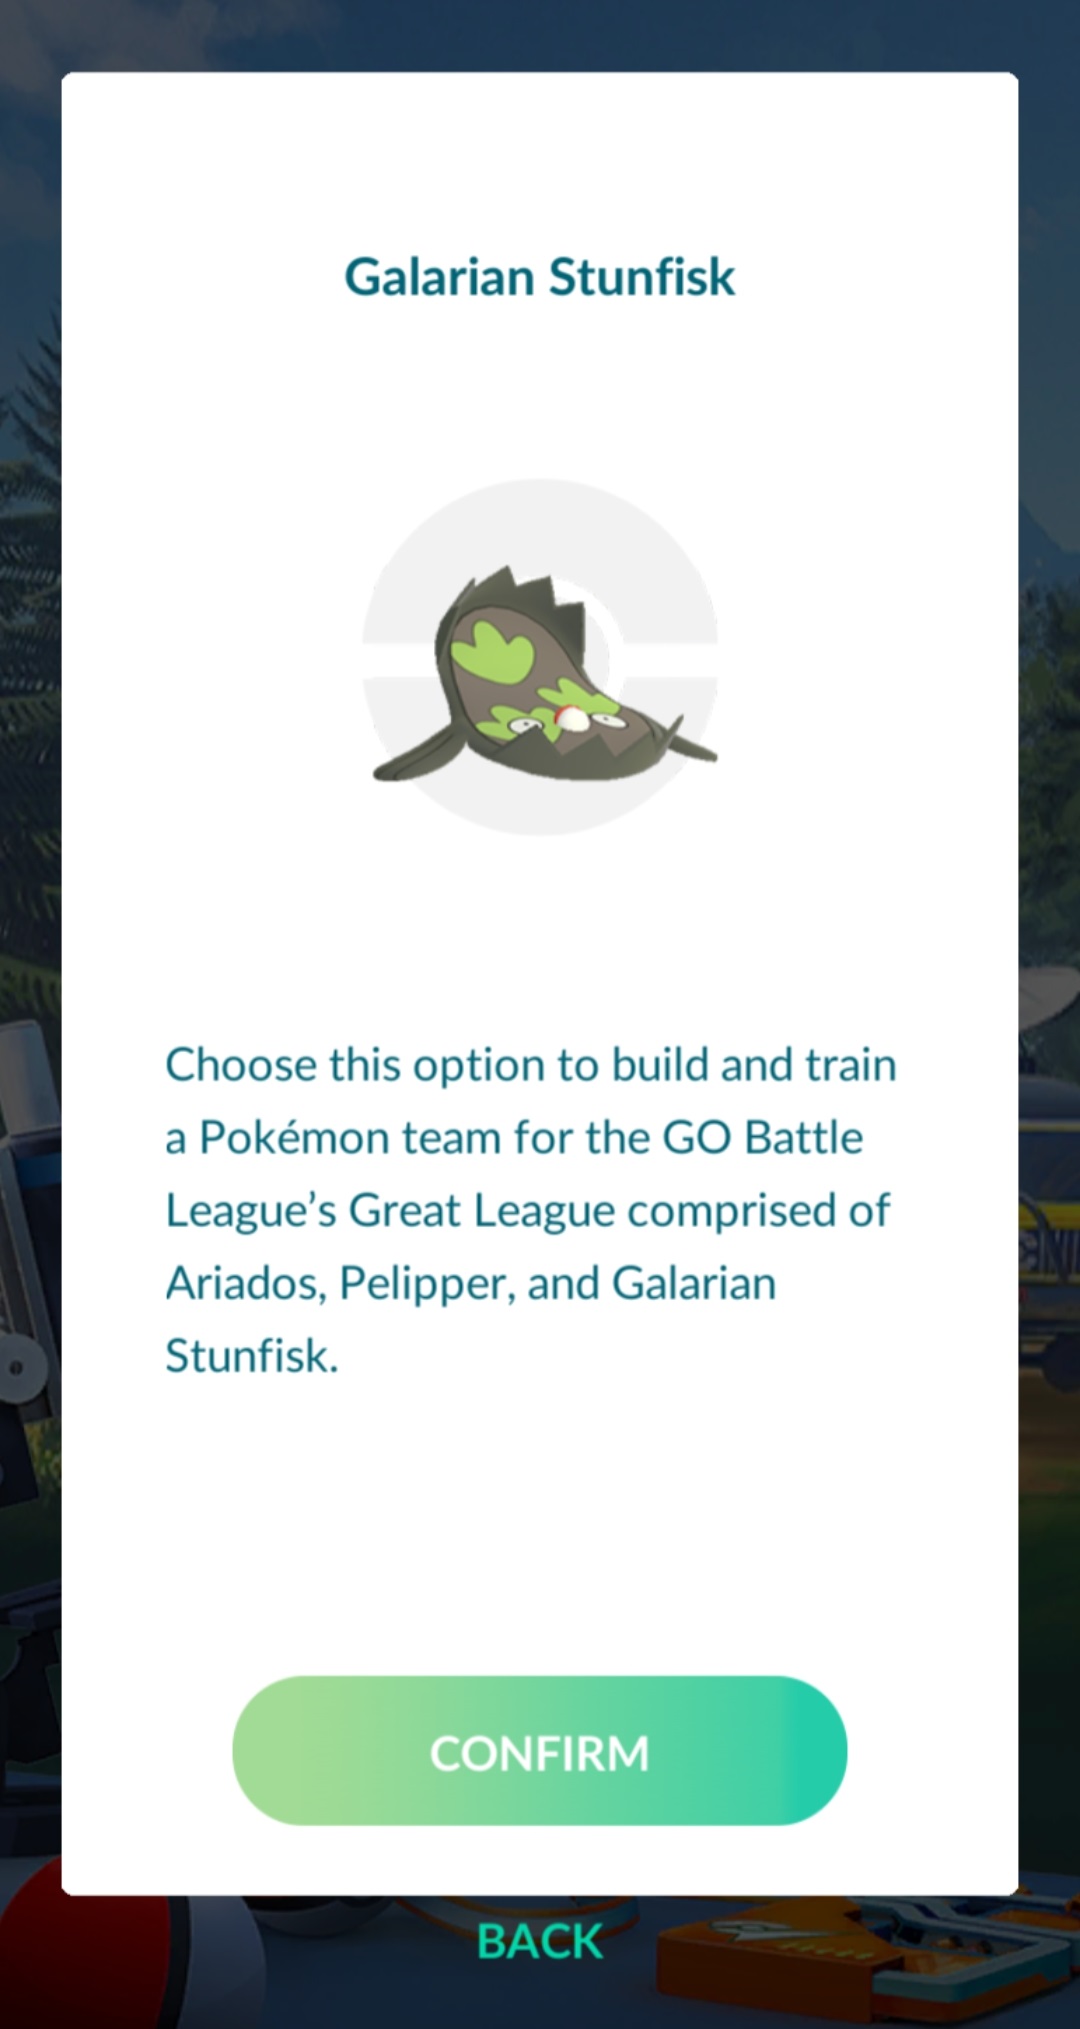 Galarian Stunfisk
Choose this option to build and train
a Pokémon team for the GO Battle
League’s Great League comprised of
Ariados, Pelipper, and Galarian
Stunfisk.
CONFIRM
BACK